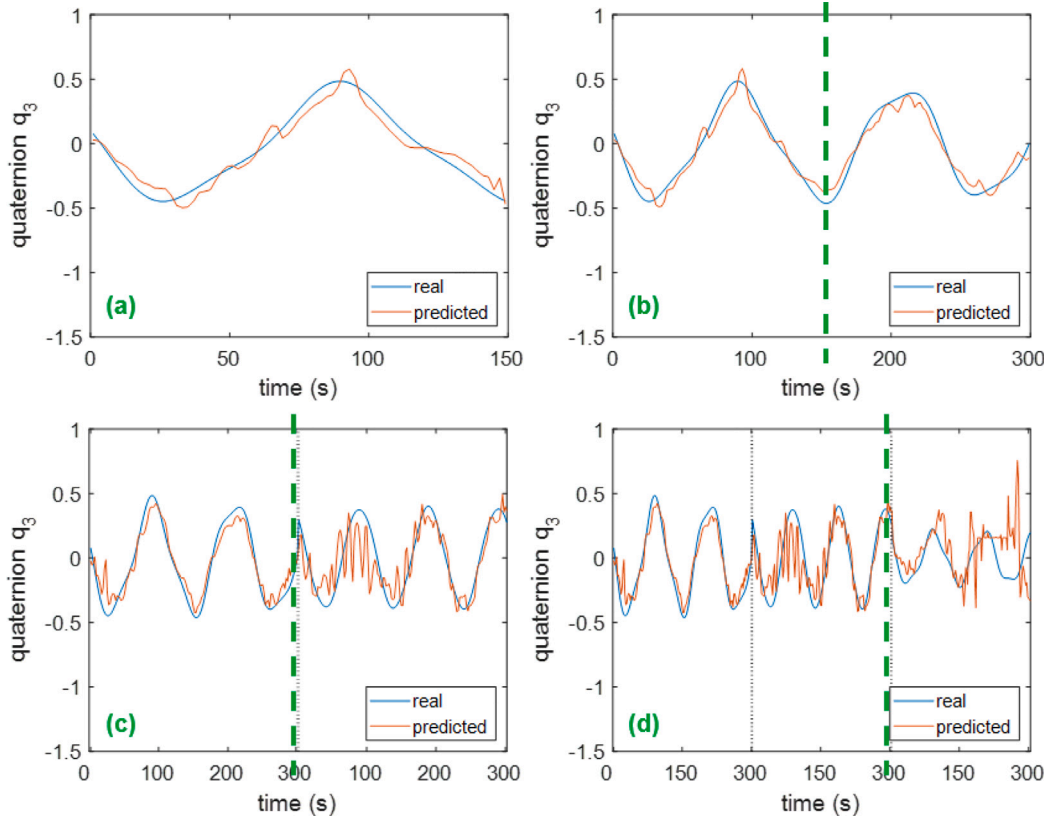 1
0.5
0
-0.5
-1
-1.5
quaternion q3
(a)
real
predicted
0 50 100 150
time (s)
1
0.5
0
-0.5
-1
-1.5
quaternion q3
(b)
real
predicted
0 100 200 300
time (s)
1
0.5
0
-0.5
-1
-1.5
quaternion q3
(c)
real
predicted
0 100 200 300 100 200 300
time (s)
1
0.5
0
-0.5
-1
-1.5
quaternion q3
(d)
real
predicted
0 150 300 150 300 150 300
time (s)